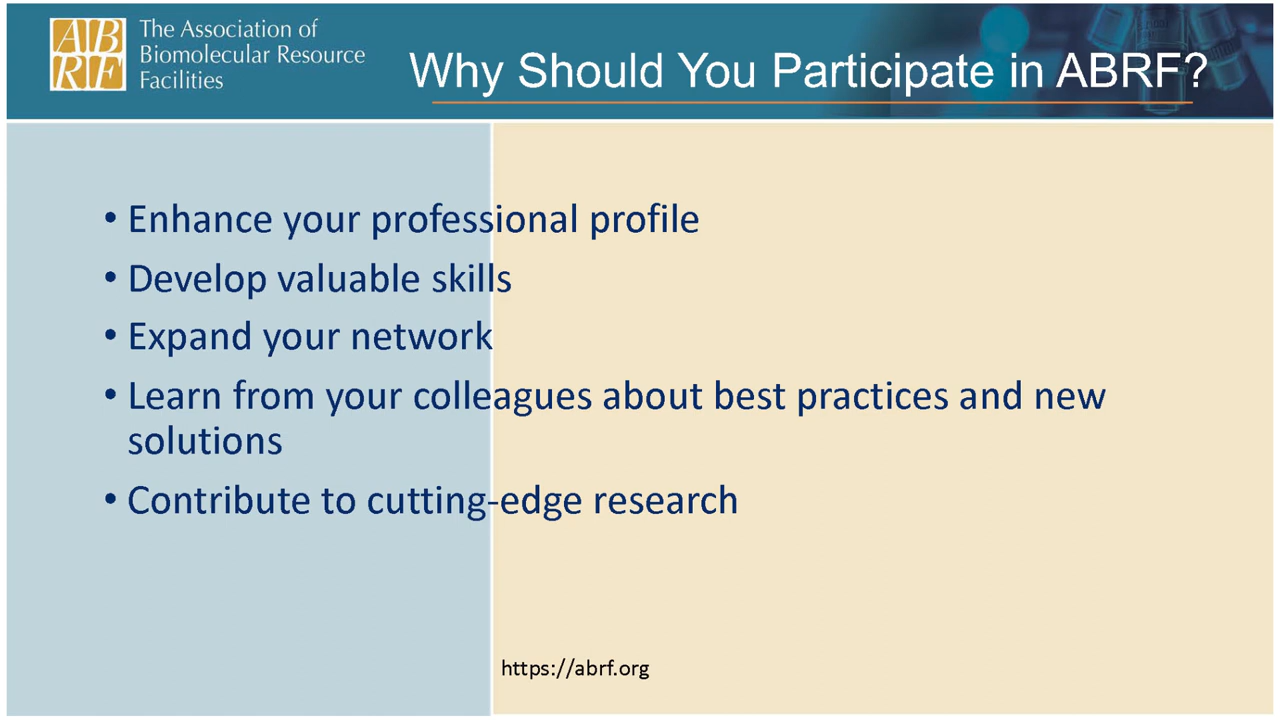 ABRF
The Association of
Biomolecular Resource
Facilities
Why Should You Participate in ABRF?
• Enhance your professional profile
• Develop valuable skills
• Expand your network
• Learn from your colleagues about best practices and new
solutions
• Contribute to cutting-edge research
https://abrf.org